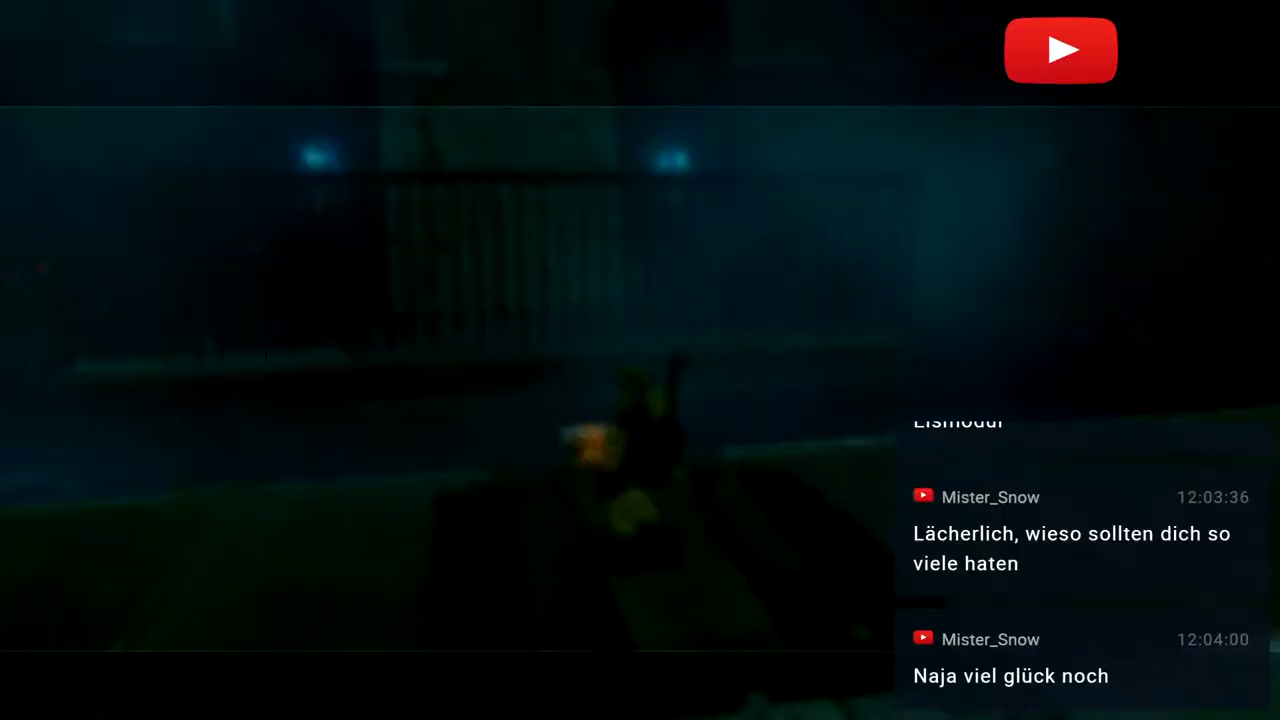 Mister_Snow 12:03:36
Lächerlich, wieso sollten dich so
viele haten
Mister_Snow 12:04:00
Naja viel glück noch